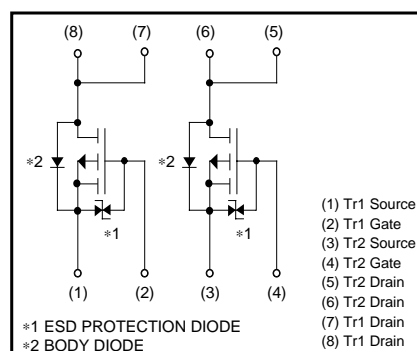 (8) (7) (6) (5)
*2 *2
*1 *1
(1) (2) (3) (4)
*1 ESD PROTECTION DIODE
*2 BODY DIODE
(1) Tr1 Source
(2) Tr1 Gate
(3) Tr2 Source
(4) Tr2 Gate
(5) Tr2 Drain
(6) Tr2 Drain
(7) Tr1 Drain
(8) Tr1 Drain